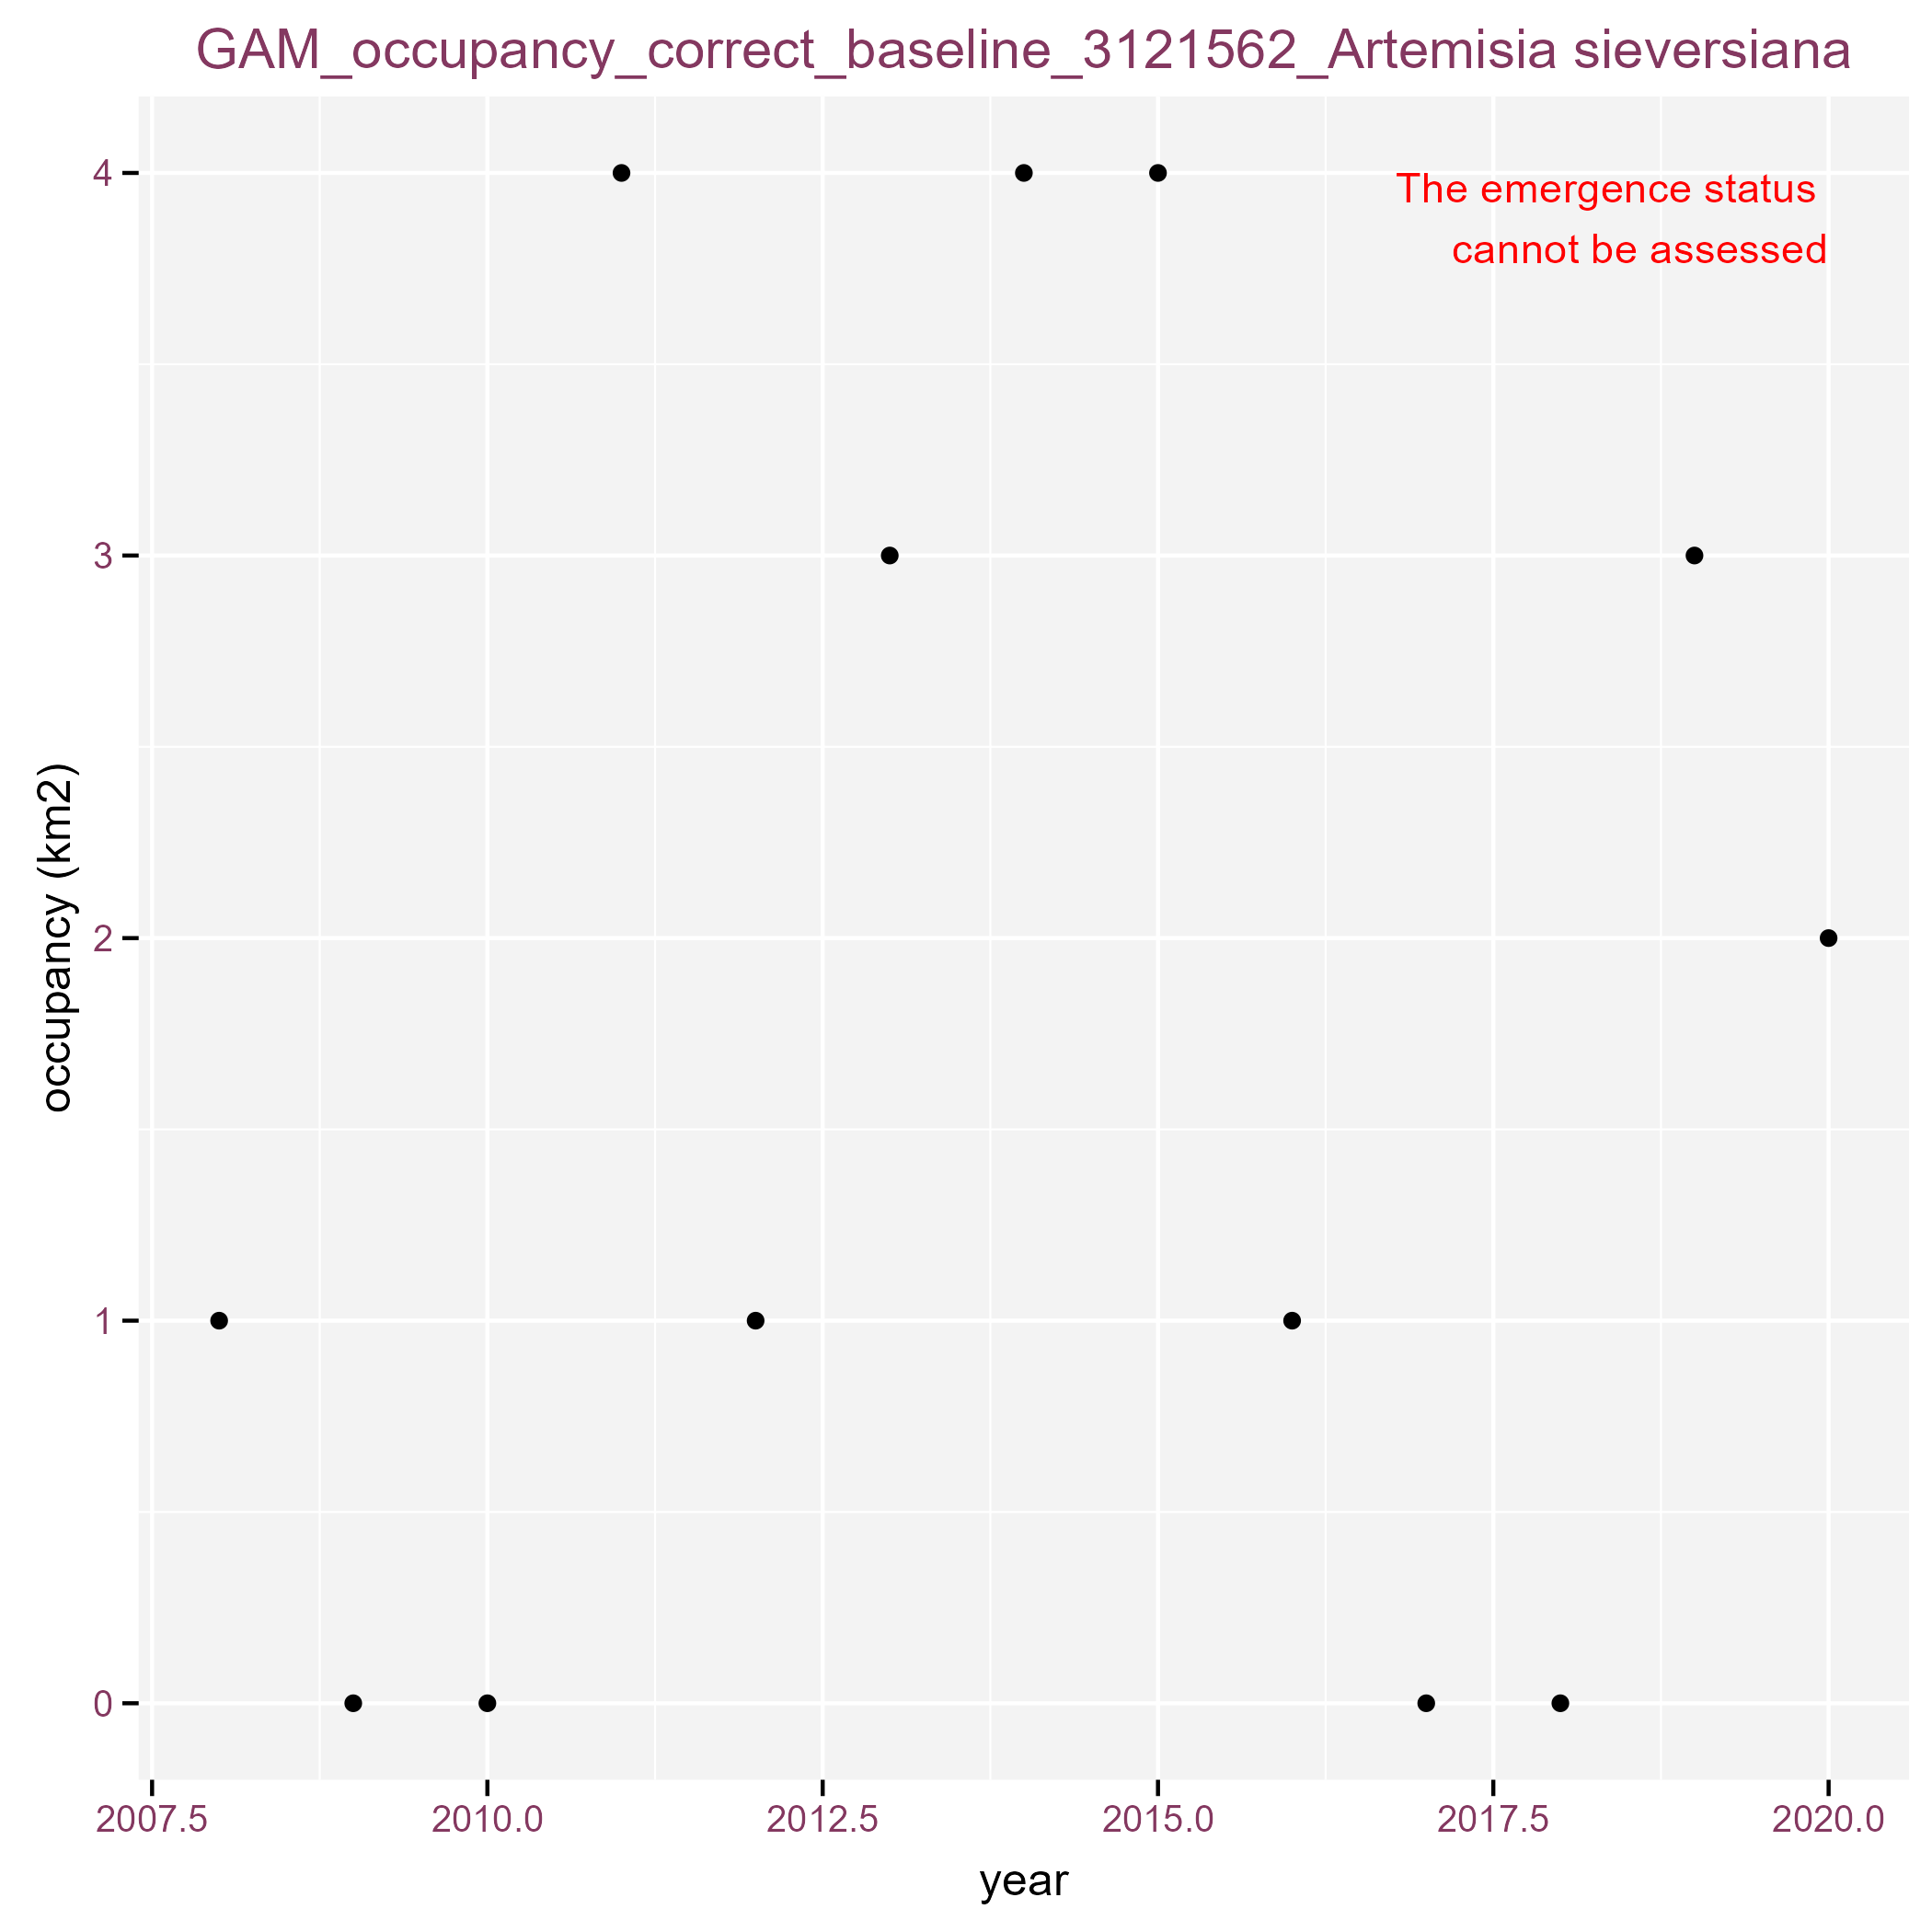 GAM_occupancy_correct_baseline_3121562_Artemisia sieversiana
The emergence status
cannot be assessed
4
3
2
1
0
occupancy (km2)
2007.5 2010.0 2012.5 2015.0 2017.5 2020.0
year